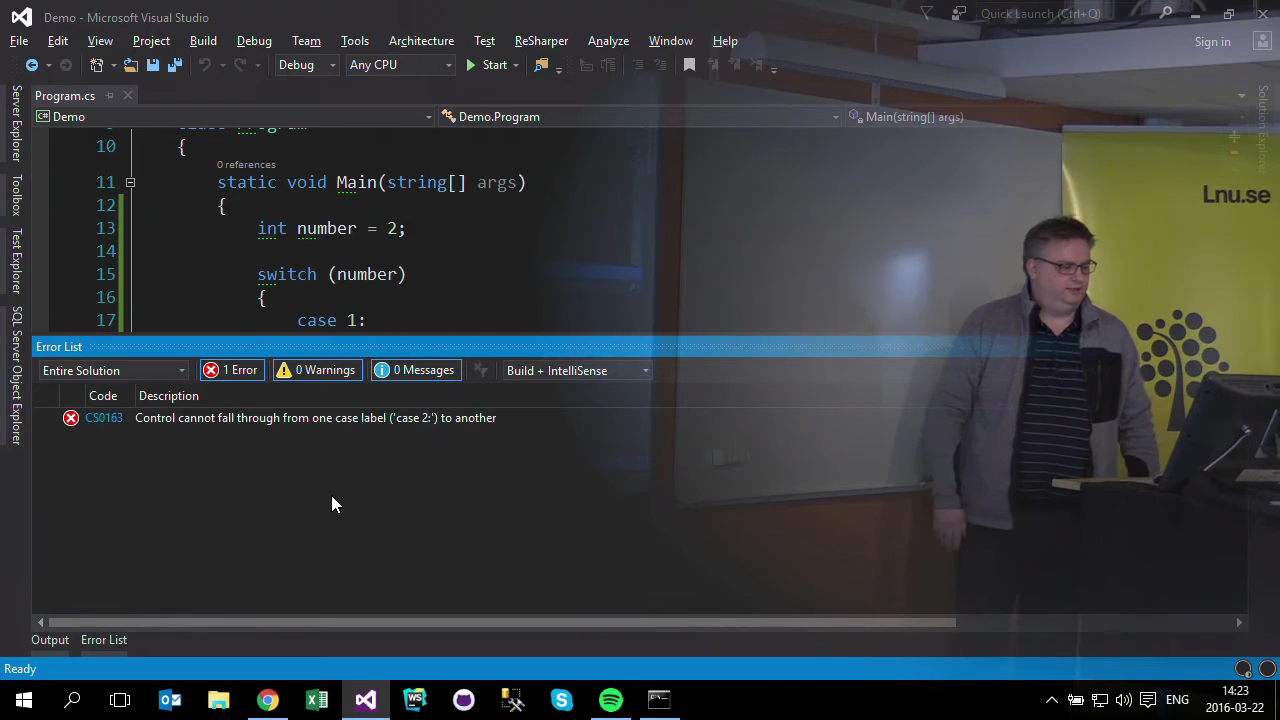 Demo - Microsoft Visual Studio
Quick Launch (Ctrl+Q)
File Edit View Project Build Debug Team Tools Architecture Test ReSharper Analyze Window Help
Sign in
Debug Any CPU Start
Program.cs
Demo Demo.Program Main(string[] args)
Server Explorer
Toolbox
Test Explorer
SQL Server Object Explorer
Solution Explorer
10 {
0 references
11 static void Main(string[] args)
12 {
13 int number = 2;
14
15 switch (number)
16 {
17 case 1:
Lnu.se
Error List
Entire Solution 1 Error 0 Warnings 0 Messages Build + IntelliSense
Code Description
CS0163 Control cannot fall through from one case label ('case 2:') to another
Output Error List
Ready
WS
ENG
14:23
2016-03-22